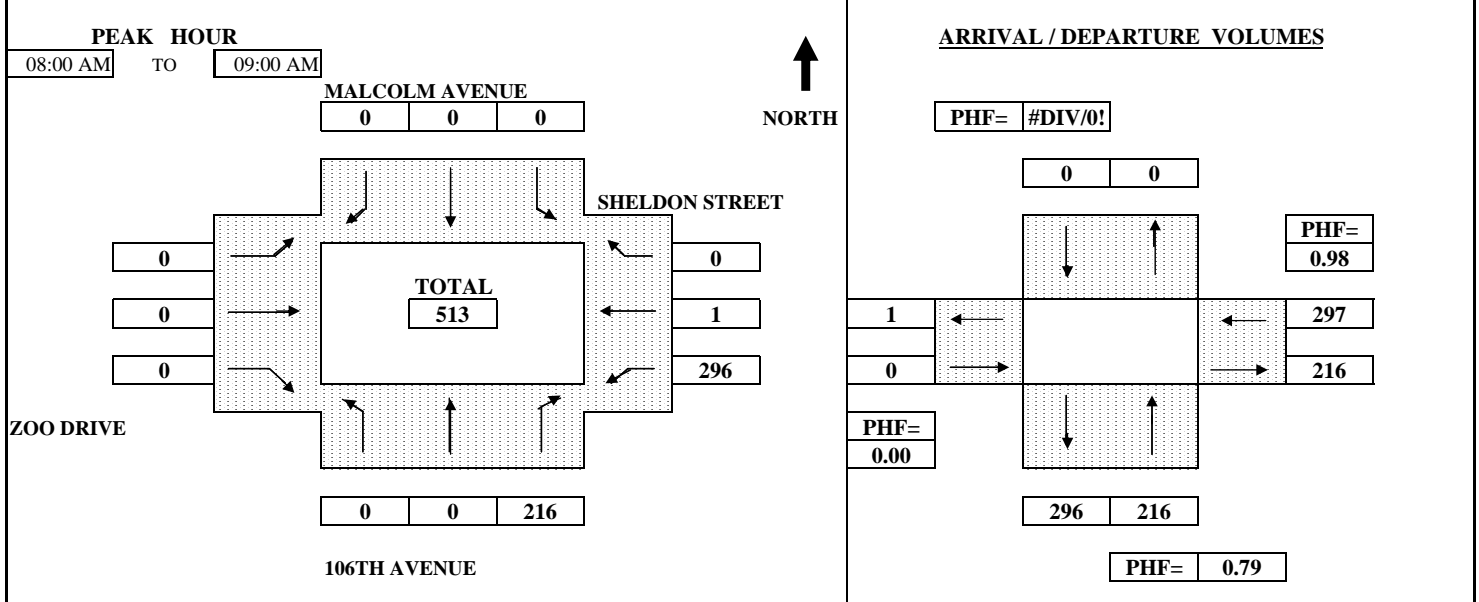 PEAK HOUR
08:00 AM TO 09:00 AM
MALCOLM AVENUE
0 0 0
NORTH
SHELDON STREET
0 0
TOTAL
0 513 1
0 296
ZOO DRIVE
0 0 216
106TH AVENUE
ARRIVAL / DEPARTURE VOLUMES
PHF= #DIV/0!
0 0
PHF=
0.98
1 297
0 216
PHF=
0.00
296 216
PHF= 0.79